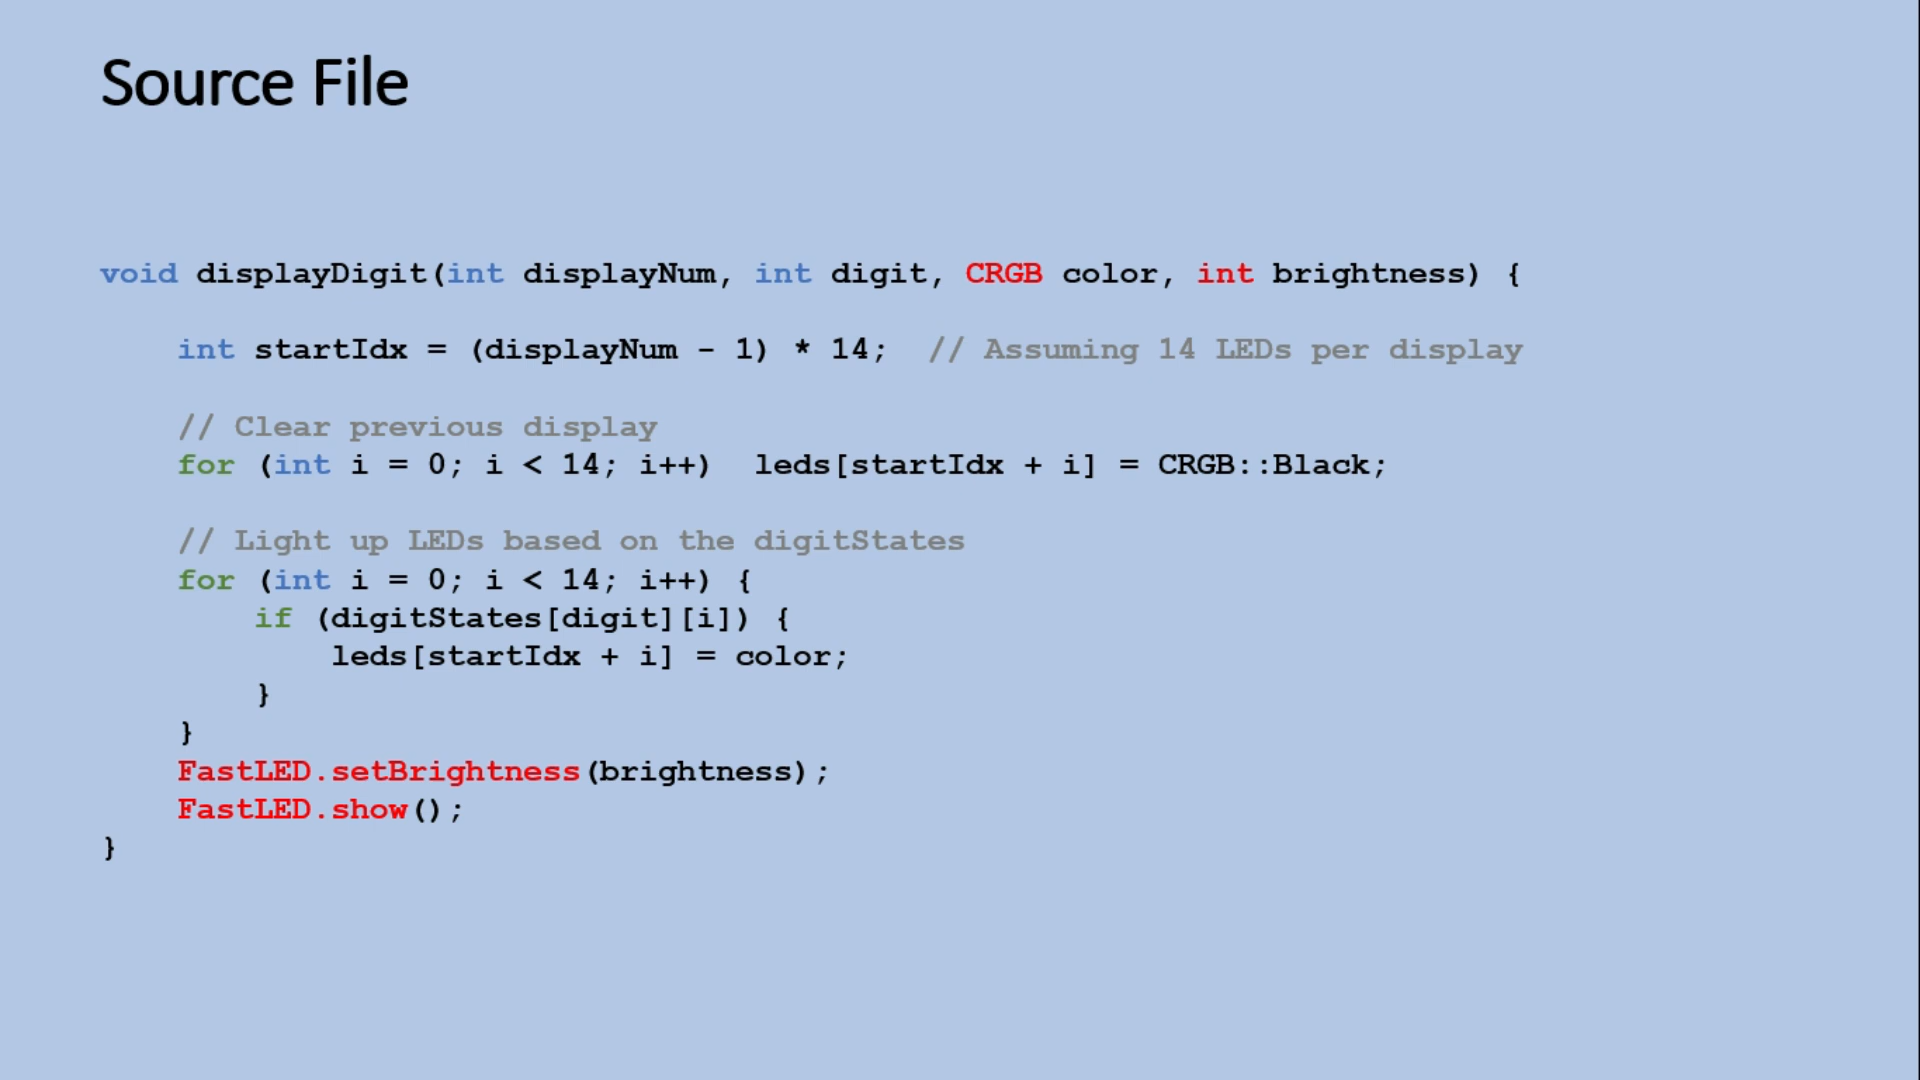 Source File
void displayDigit(int displayNum, int digit, CRGB color, int brightness) {
int startIdx = (displayNum - 1) * 14;  // Assuming 14 LEDs per display
// Clear previous display
for (int i = 0; i < 14; i++)  leds[startIdx + i] = CRGB::Black;
// Light up LEDs based on the digitStates
for (int i = 0; i < 14; i++) {
if (digitStates[digit][i]) {
leds[startIdx + i] = color;
}
}
FastLED.setBrightness(brightness);
FastLED.show();
}